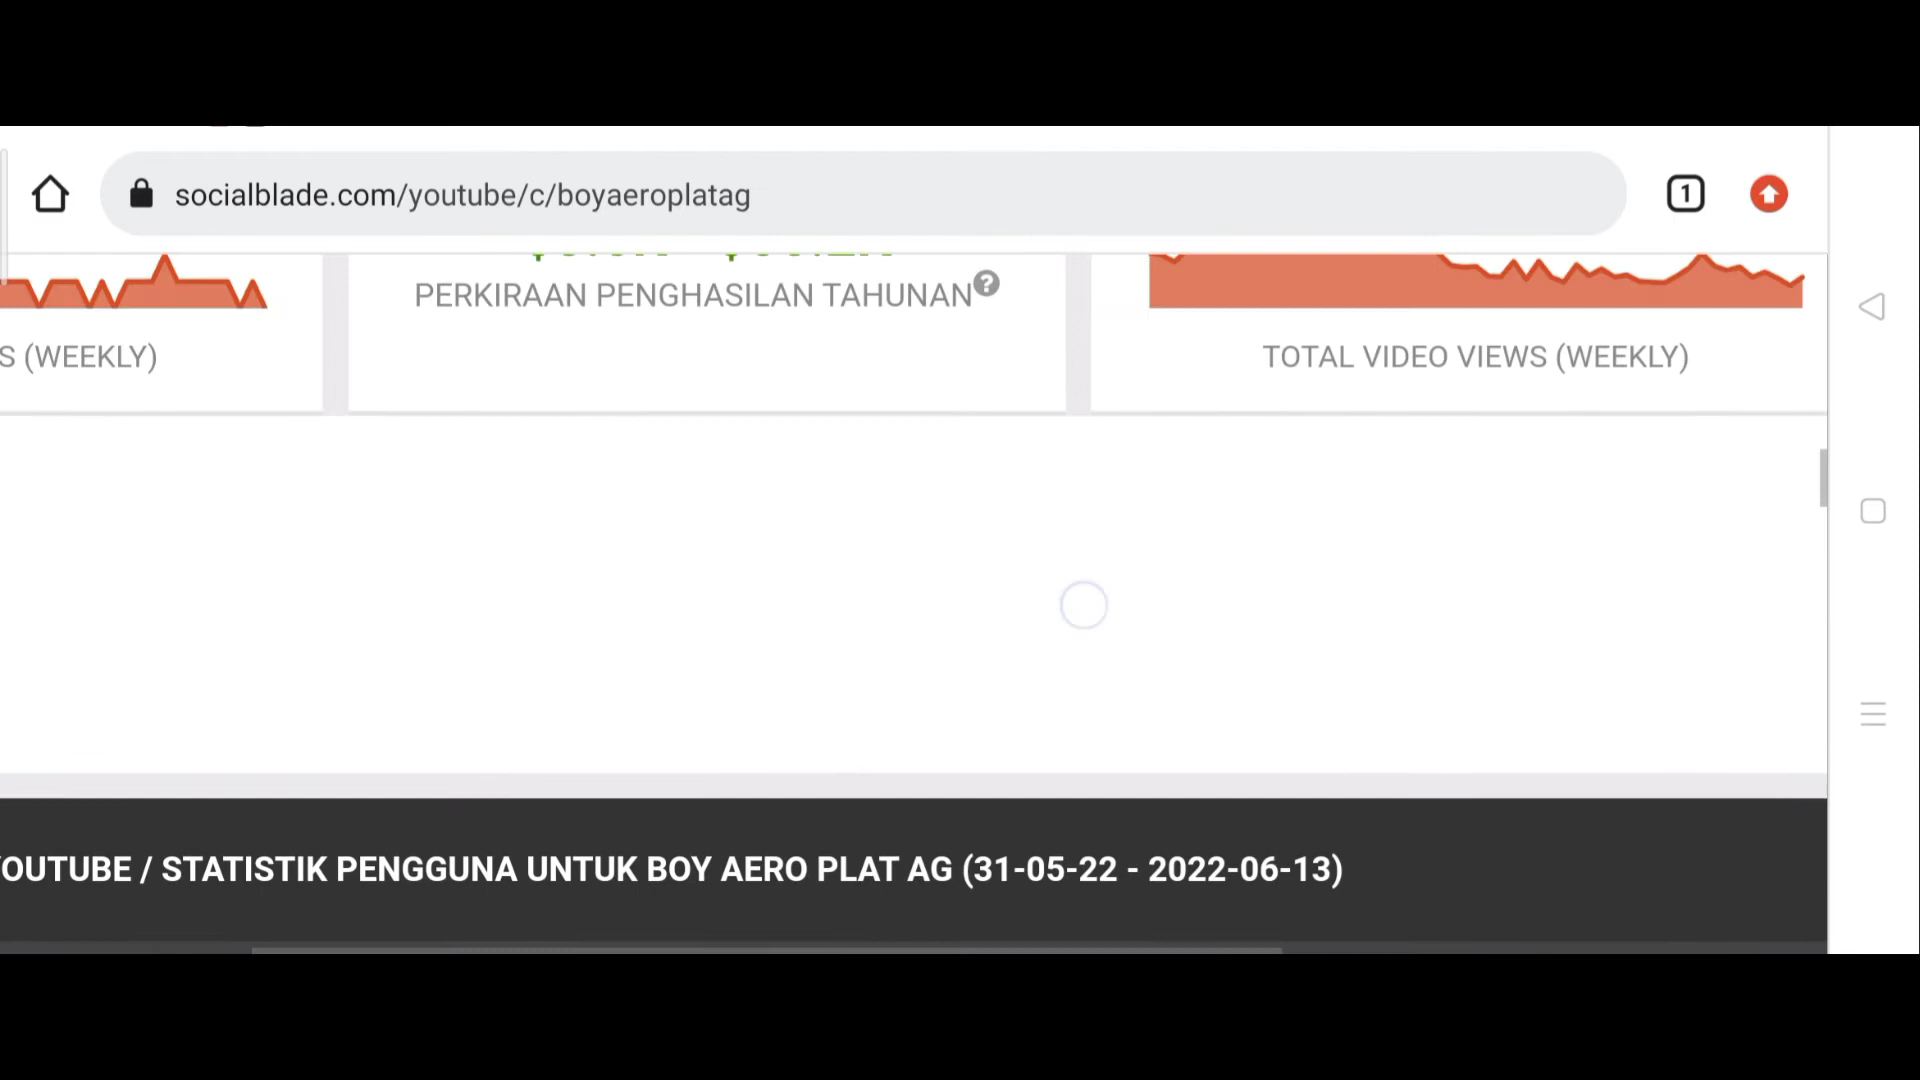 socialblade.com/youtube/c/boyaeroplatag
1
PERKIRAAN PENGHASILAN TAHUNAN
?
S (WEEKLY)
TOTAL VIDEO VIEWS (WEEKLY)
OUTUBE / STATISTIK PENGGUNA UNTUK BOY AERO PLAT AG (31-05-22 - 2022-06-13)